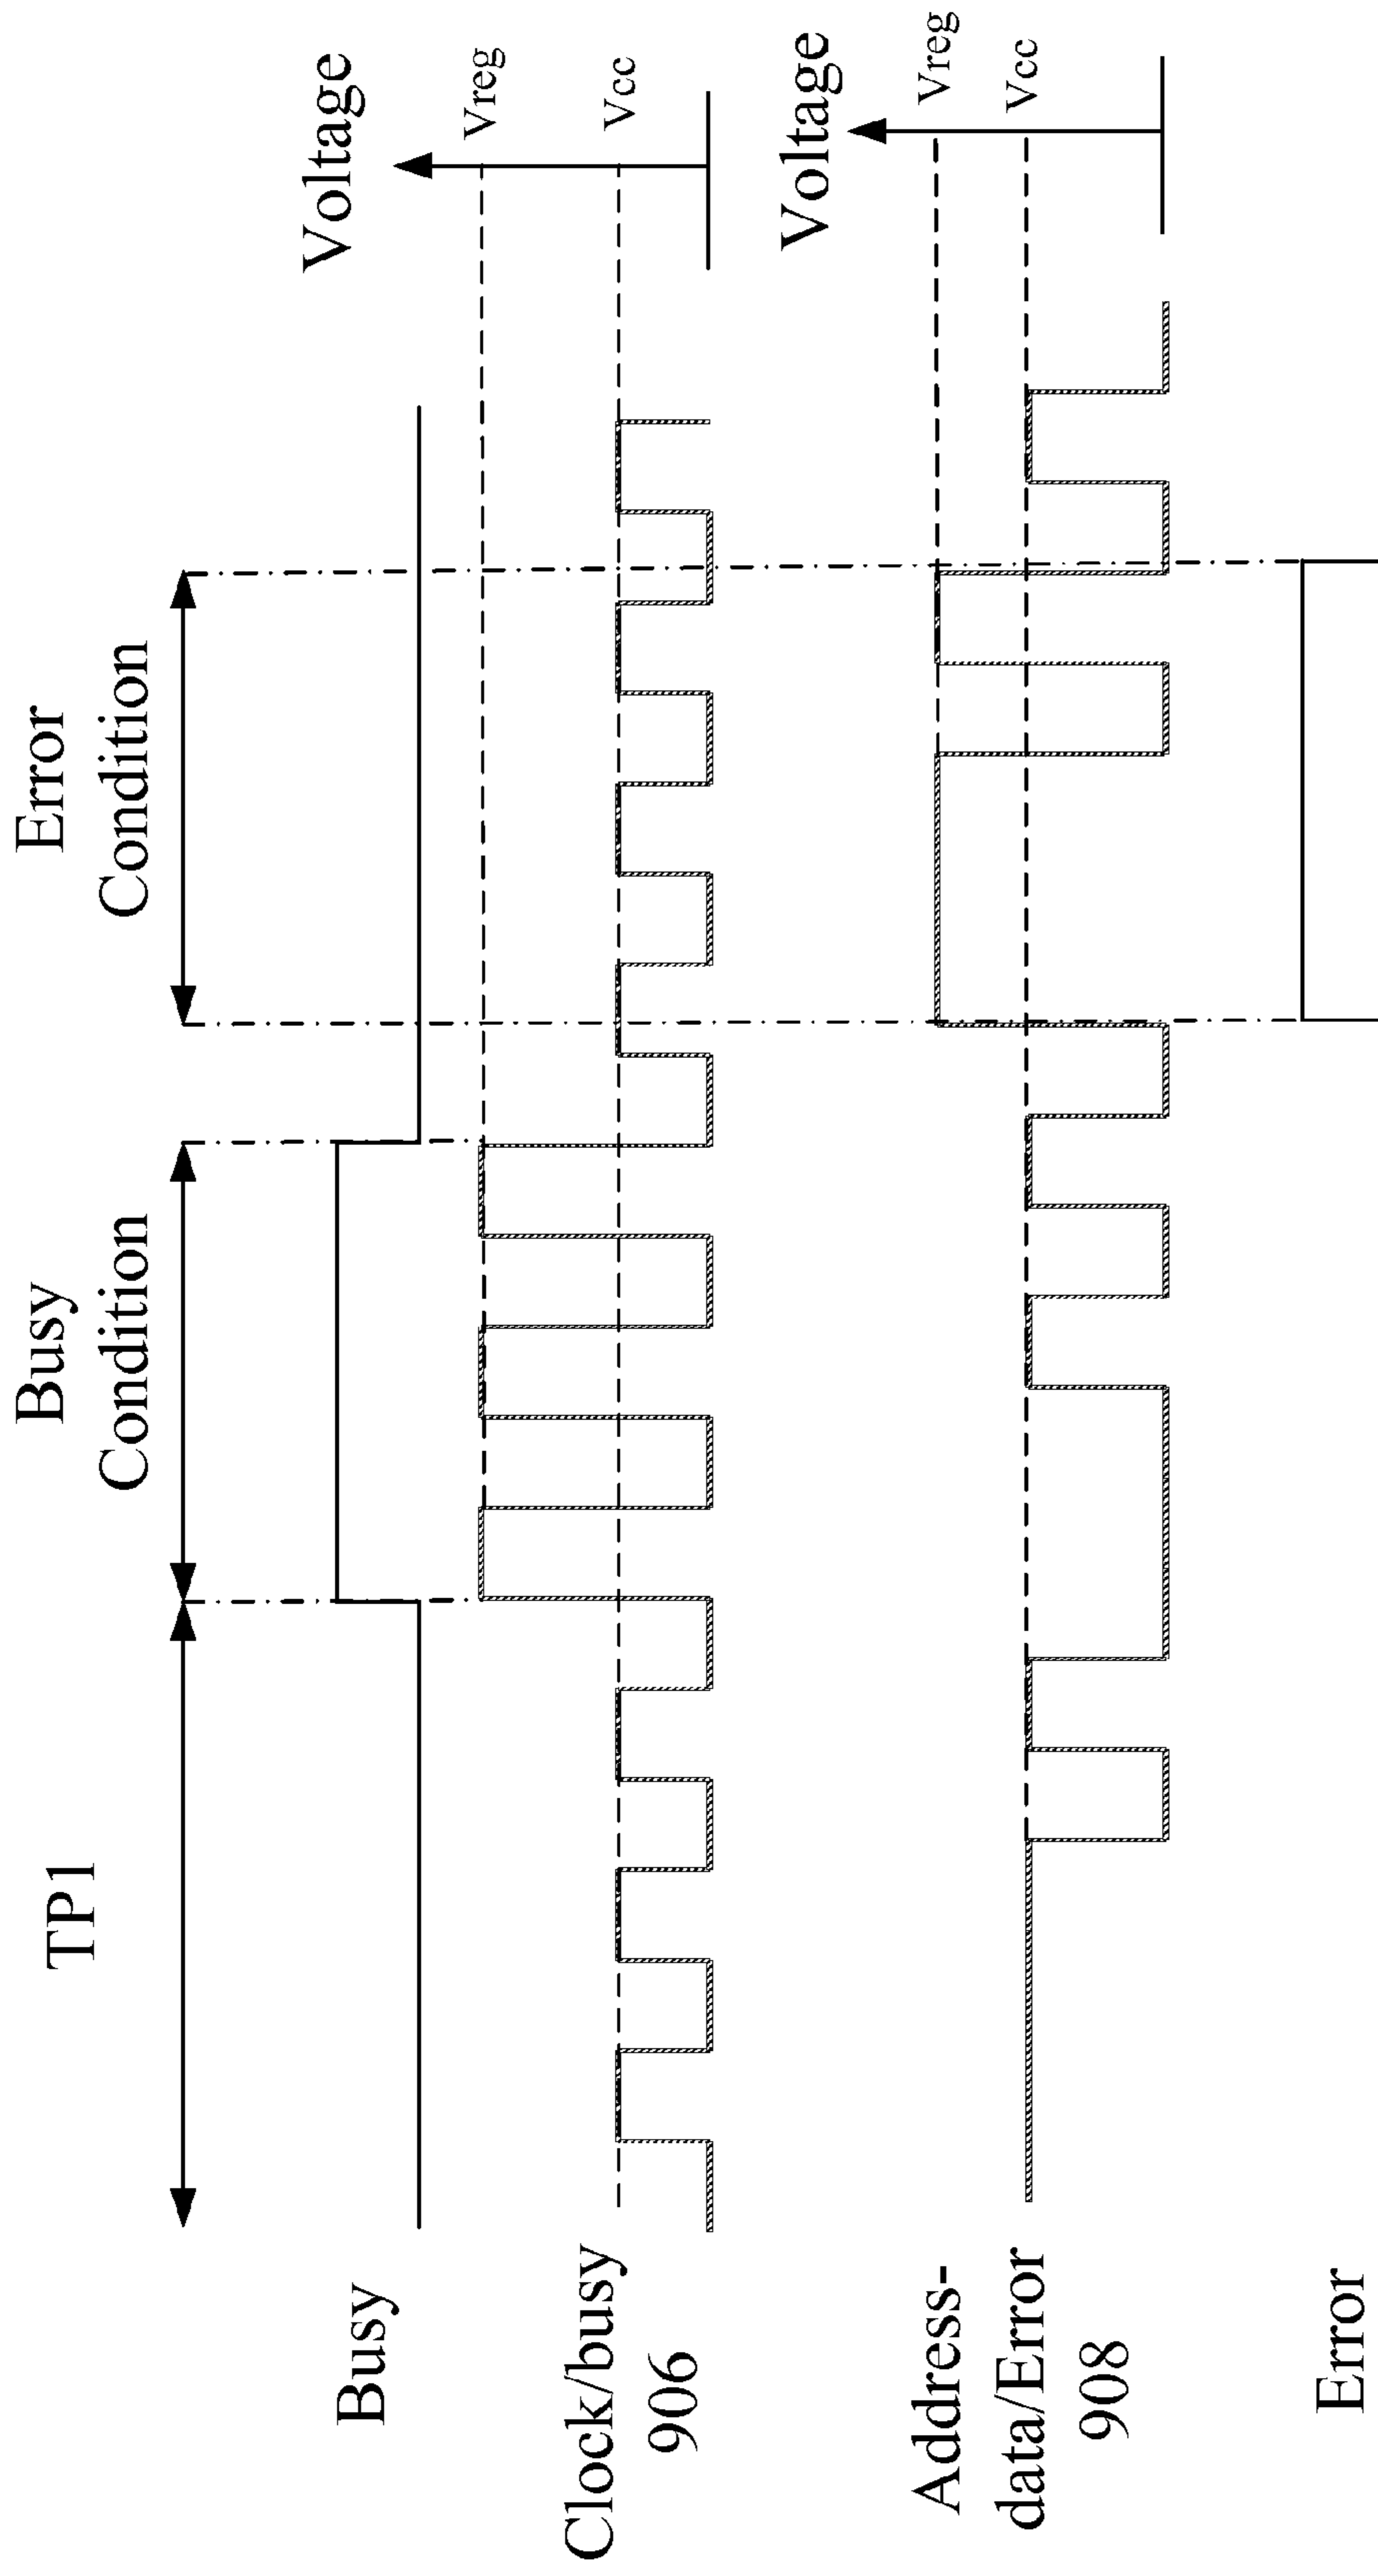 TP1
Busy
Condition
Error
Condition
Busy
Voltage
Vreg
Vcc
Clock/busy
906
Voltage
Vreg
Vcc
Address-
data/Error
908
Error